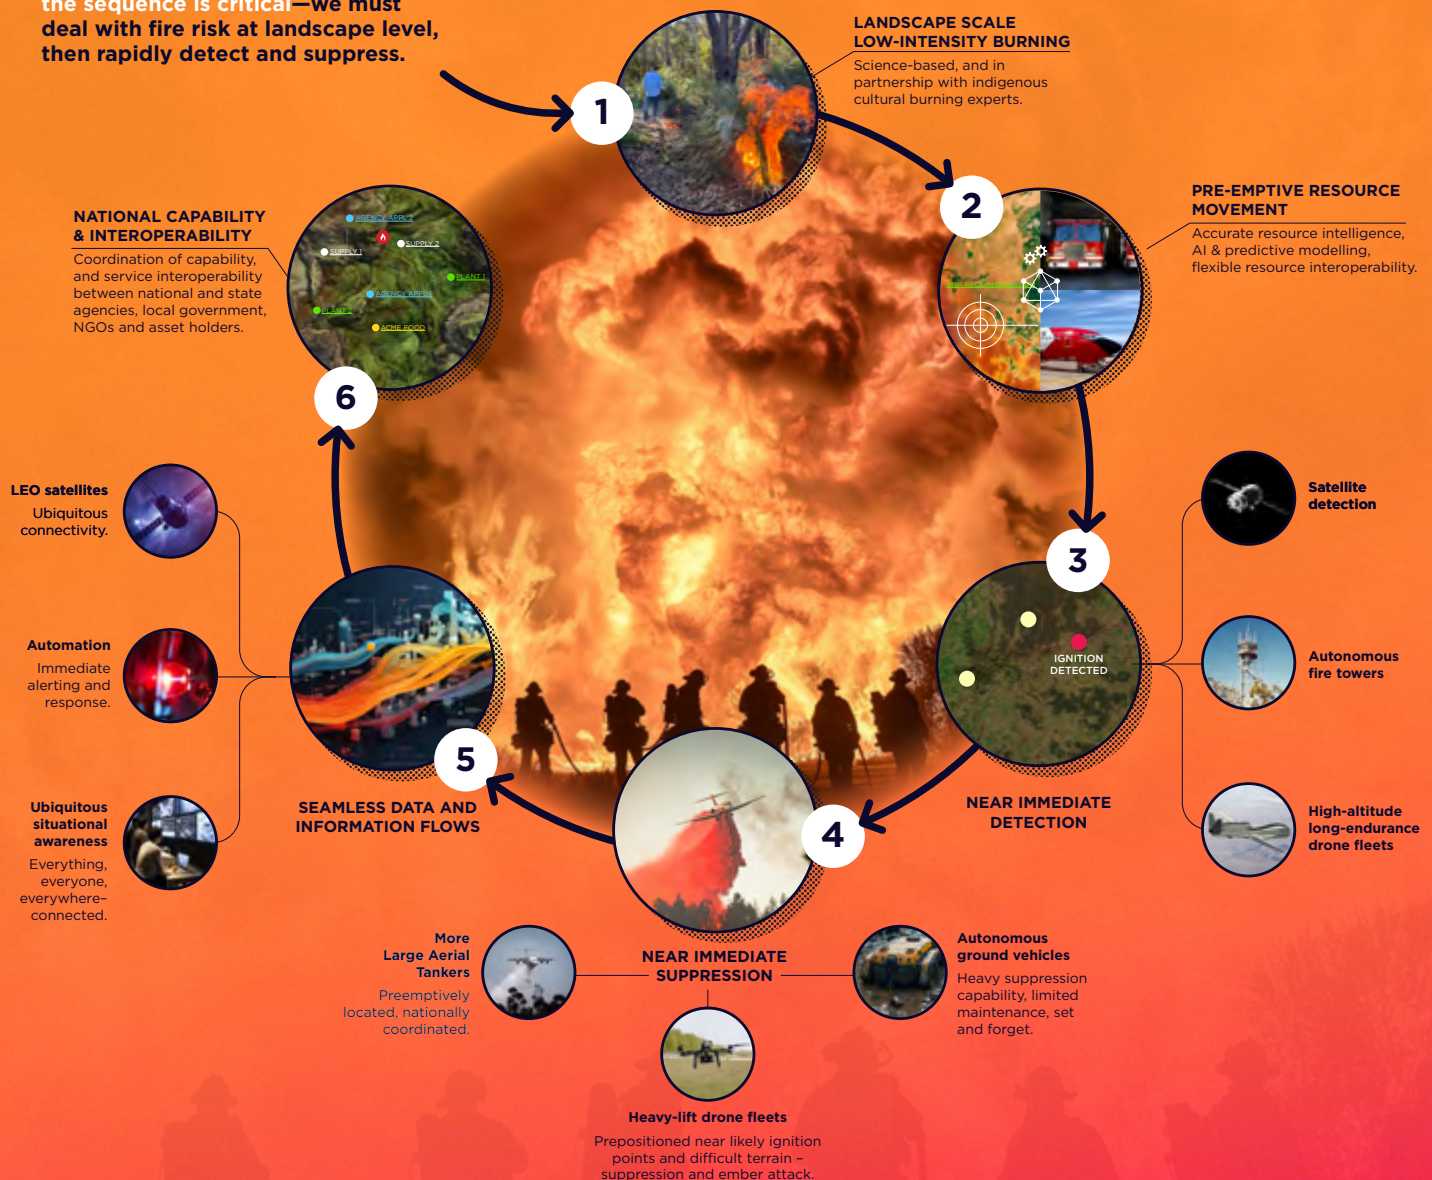 the sequence is critical—we must
deal with fire risk at landscape level,
then rapidly detect and suppress.
1
LANDSCAPE SCALE
LOW-INTENSITY BURNING
Science-based, and in
partnership with indigenous
cultural burning experts.
2
PRE-EMPTIVE RESOURCE
MOVEMENT
Accurate resource intelligence,
AI & predictive modelling,
flexible resource interoperability.
NATIONAL CAPABILITY
& INTEROPERABILITY
Coordination of capability,
and service interoperability
between national and state
agencies, local government,
NGOs and asset holders.
AGENCY APPL 2
SUPPLY 2
SUPPLY 1
PLANT 1
AGENCY APPL 1
PLANT 2
ACME FOOD
6
3
IGNITION
DETECTED
NEAR IMMEDIATE
DETECTION
Satellite
detection
Autonomous
fire towers
High-altitude
long-endurance
drone fleets
LEO satellites
Ubiquitous
connectivity.
Automation
Immediate
alerting and
response.
Ubiquitous
situational
awareness
Everything,
everyone,
everywhere–
connected.
5
SEAMLESS DATA AND
INFORMATION FLOWS
4
NEAR IMMEDIATE
SUPPRESSION
More
Large Aerial
Tankers
Preemptively
located, nationally
coordinated.
Autonomous
ground vehicles
Heavy suppression
capability, limited
maintenance, set
and forget.
Heavy-lift drone fleets
Prepositioned near likely ignition
points and difficult terrain –
suppression and ember attack.